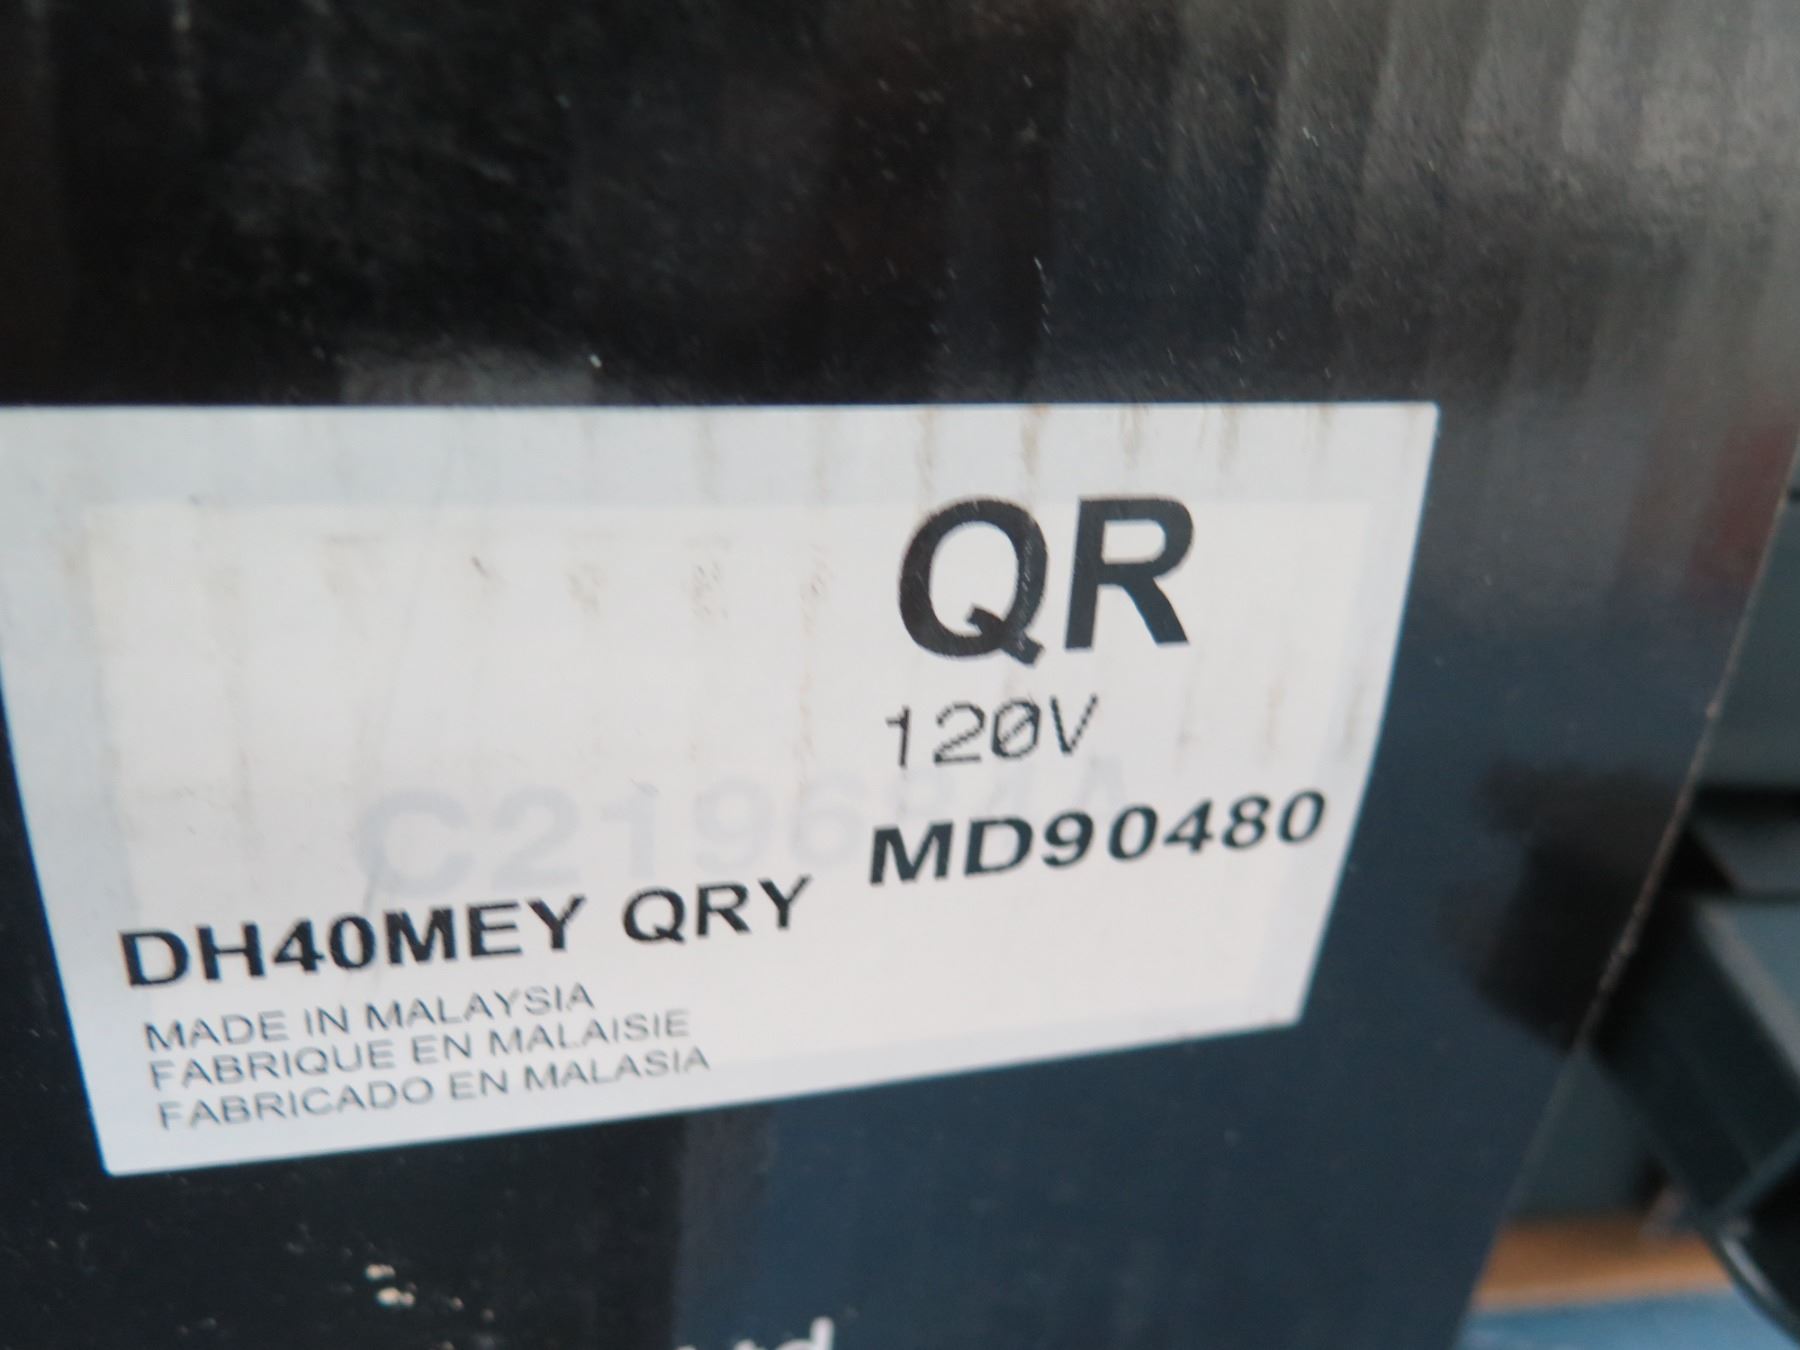 QR
120V
MD90480
DH40MEY QRY
MADE IN MALAYSIA
FABRIQUE EN MALAISIE
FABRICADO EN MALASIA